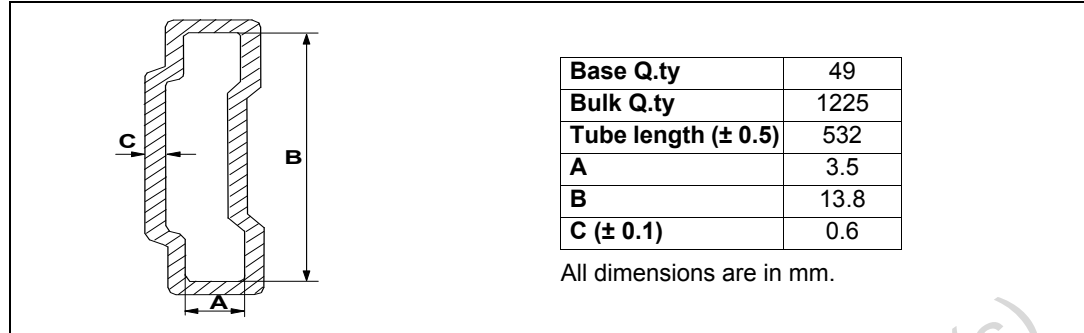 C
B
A
Base Q.ty 49
Bulk Q.ty 1225
Tube length (± 0.5) 532
A 3.5
B 13.8
C (± 0.1) 0.6
All dimensions are in mm.